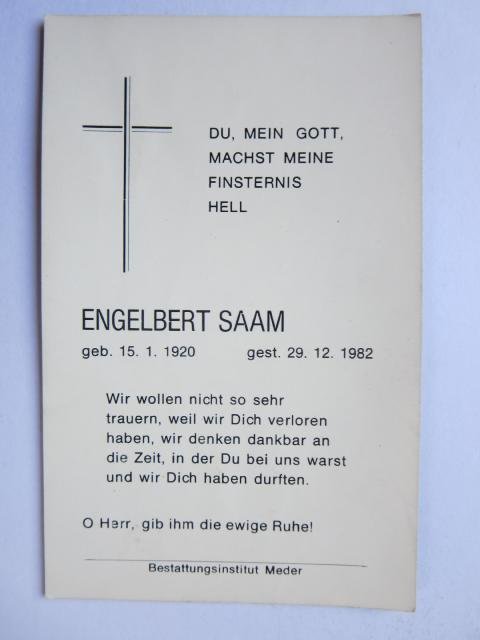 DU, MEIN GOTT,
MACHST MEINE
FINSTERNIS
HELL
ENGELBERT SAAM
geb. 15. 1. 1920 gest. 29. 12. 1982
Wir wollen nicht so sehr
trauern, weil wir Dich verloren
haben, wir denken dankbar an
die Zeit, in der Du bei uns warst
und wir Dich haben durften.
O Herr, gib ihm die ewige Ruhe!
Bestattungsinstitut Meder